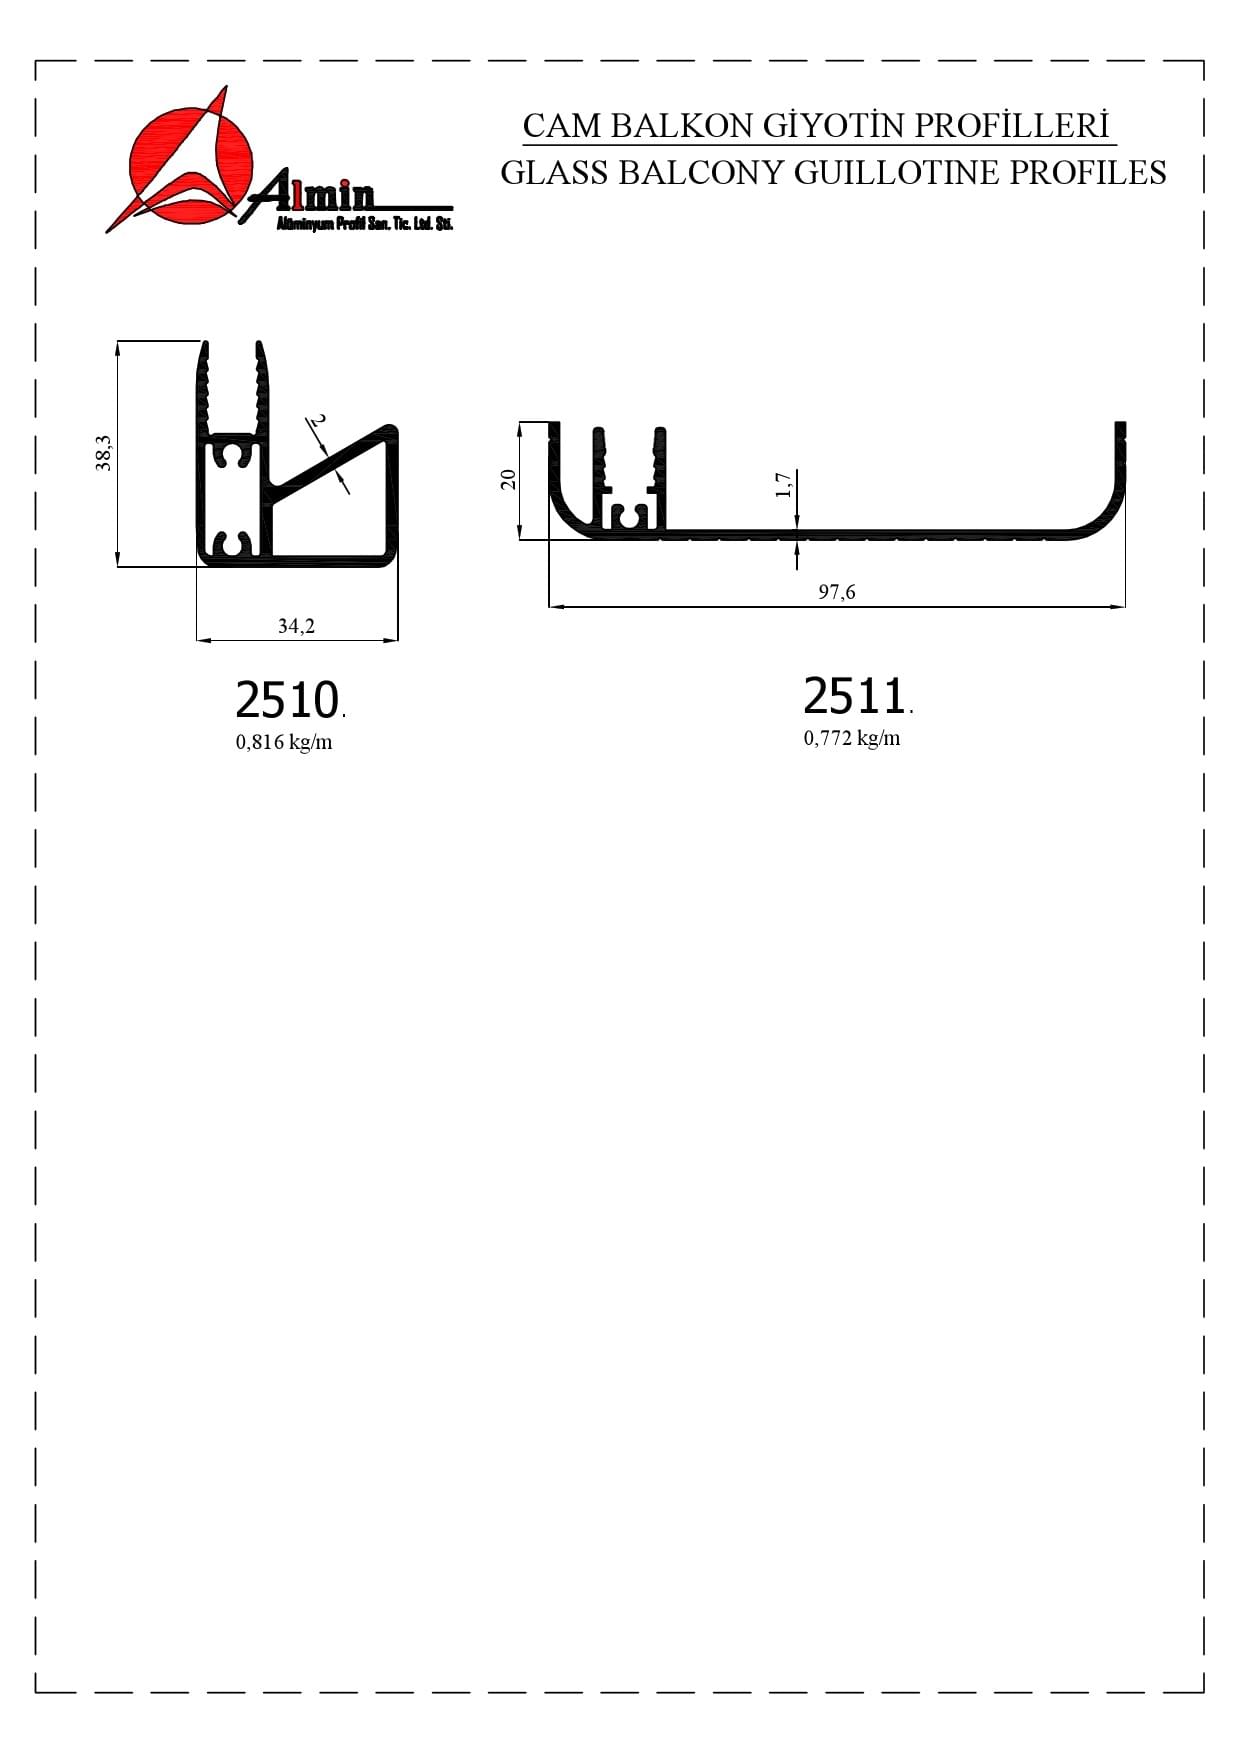 CAM BALKON GİYOTİN PROFİLLERİ
GLASS BALCONY GUILLOTINE PROFILES
Almin
Alüminyum Profil San. Tic. Ltd. Sti.
38,3
2
34,2
2510.
0,816 kg/m
20
1,7
97,6
2511.
0,772 kg/m